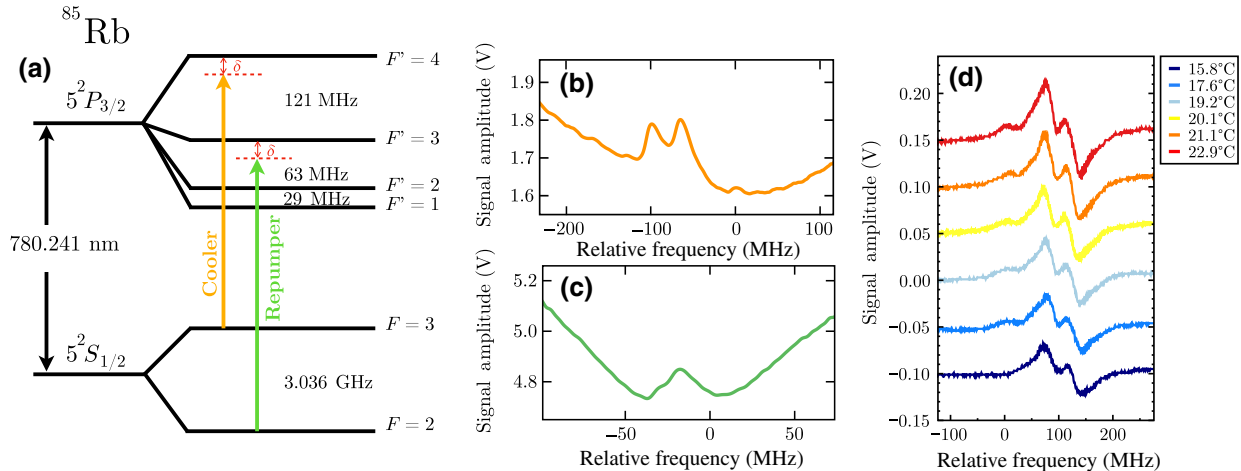 ⁸⁵Rb
(a)
F' = 4
δ
121 MHz
5²P₃/₂
F' = 3
δ
63 MHz
F' = 2
29 MHz
F' = 1
780.241 nm
Cooler
Repumper
F = 3
5²S₁/₂
3.036 GHz
F = 2
(b)
Signal amplitude (V)
1.9
1.8
1.7
1.6
−200 −100 0 100
Relative frequency (MHz)
(c)
Signal amplitude (V)
5.2
5.0
4.8
−50 0 50
Relative frequency (MHz)
(d)
Signal amplitude (V)
0.20
0.15
0.10
0.05
0.00
−0.05
−0.10
−0.15
−100 0 100 200
Relative frequency (MHz)
15.8°C
17.6°C
19.2°C
20.1°C
21.1°C
22.9°C